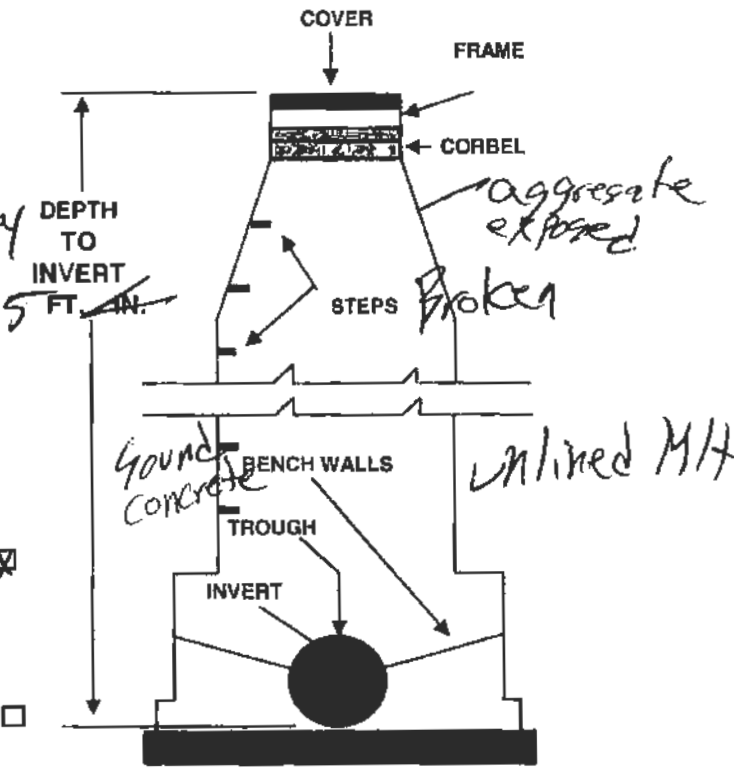 COVER
FRAME
CORBEL
aggregate
exposed
DEPTH
TO
INVERT
5 FT. IN.
STEPS Broken
Sound
concrete
BENCH WALLS
unlined MH
TROUGH
INVERT